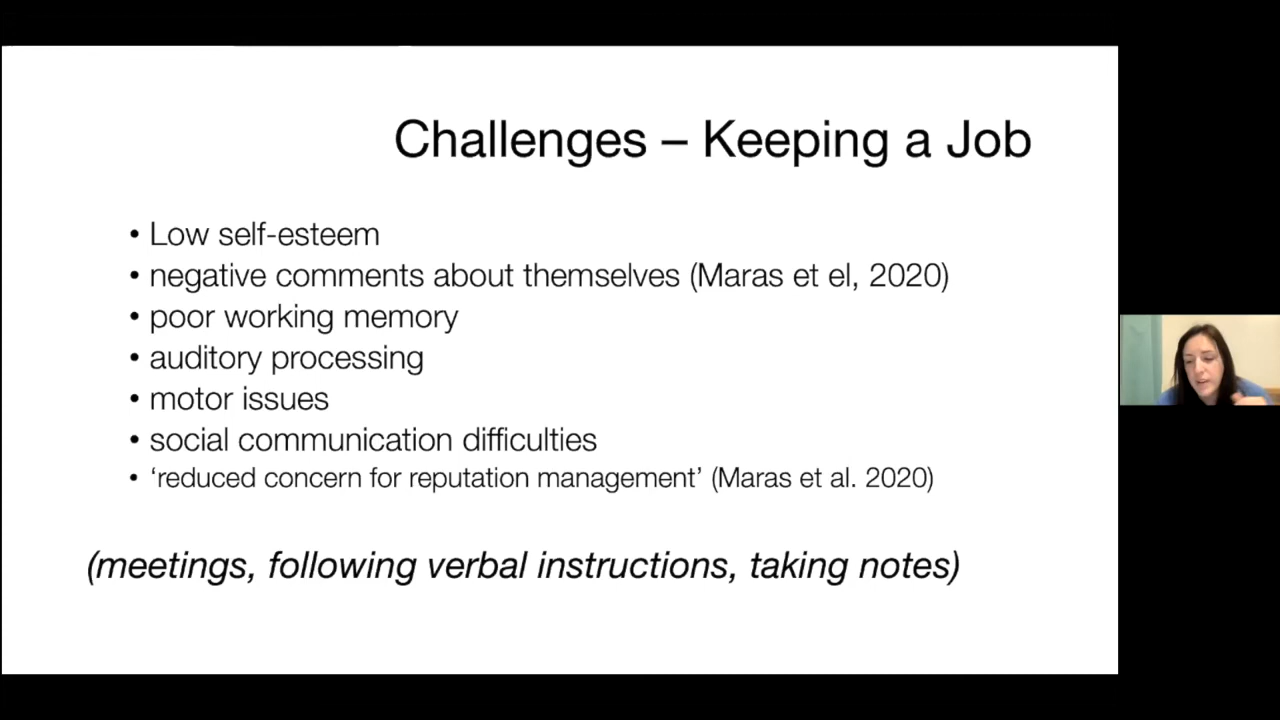 Challenges – Keeping a Job
• Low self-esteem
• negative comments about themselves (Maras et el, 2020)
• poor working memory
• auditory processing
• motor issues
• social communication difficulties
• ‘reduced concern for reputation management’ (Maras et al. 2020)
(meetings, following verbal instructions, taking notes)